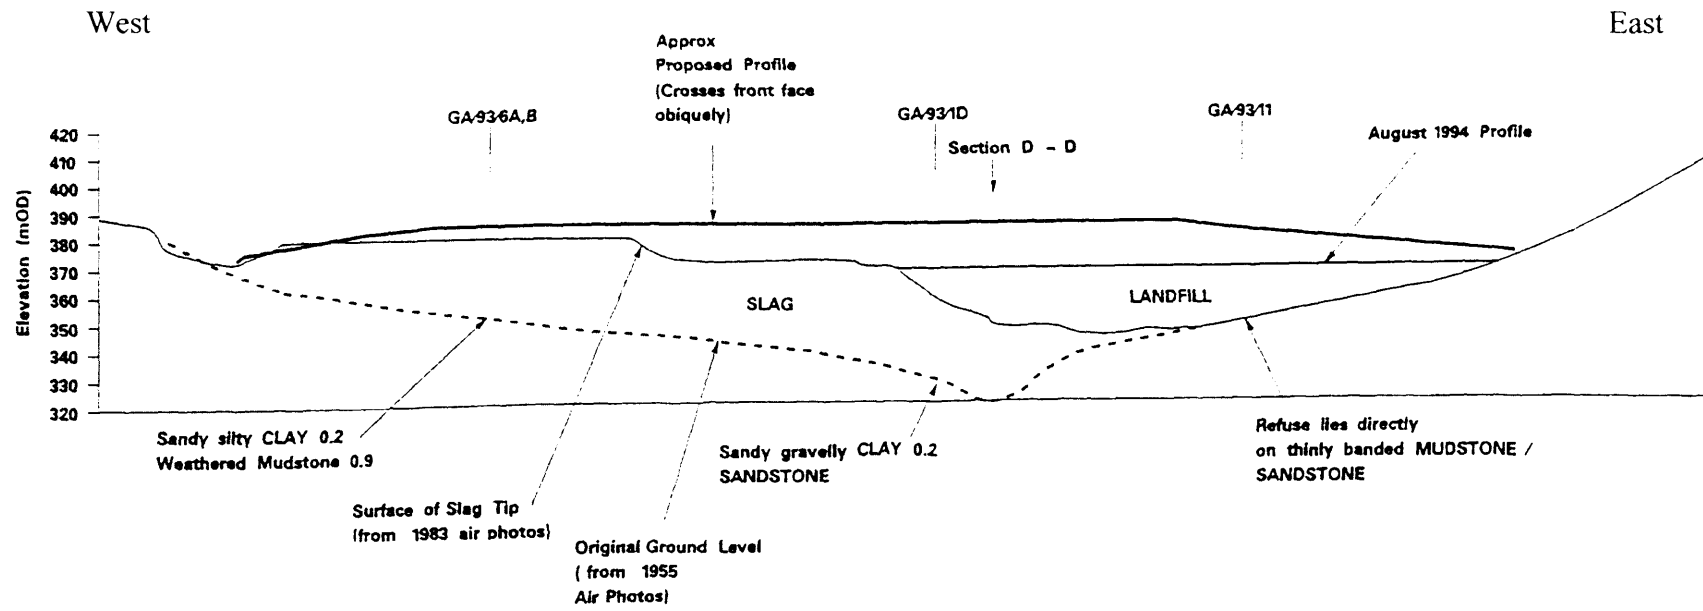 West
East
Approx
Proposed Profile
(Crosses front face
obiquely)
GA-93/6A,B
GA-93/1D
GA-93/11
Section D - D
August 1994 Profile
Elevation (mOD)
420
410
400
390
380
370
360
350
340
330
320
SLAG
LANDFILL
Sandy silty CLAY 0.2
Weathered Mudstone 0.9
Sandy gravelly CLAY 0.2
SANDSTONE
Refuse lies directly
on thinly banded MUDSTONE /
SANDSTONE
Surface of Slag Tip
(from 1983 air photos)
Original Ground Level
( from 1955
Air Photos)